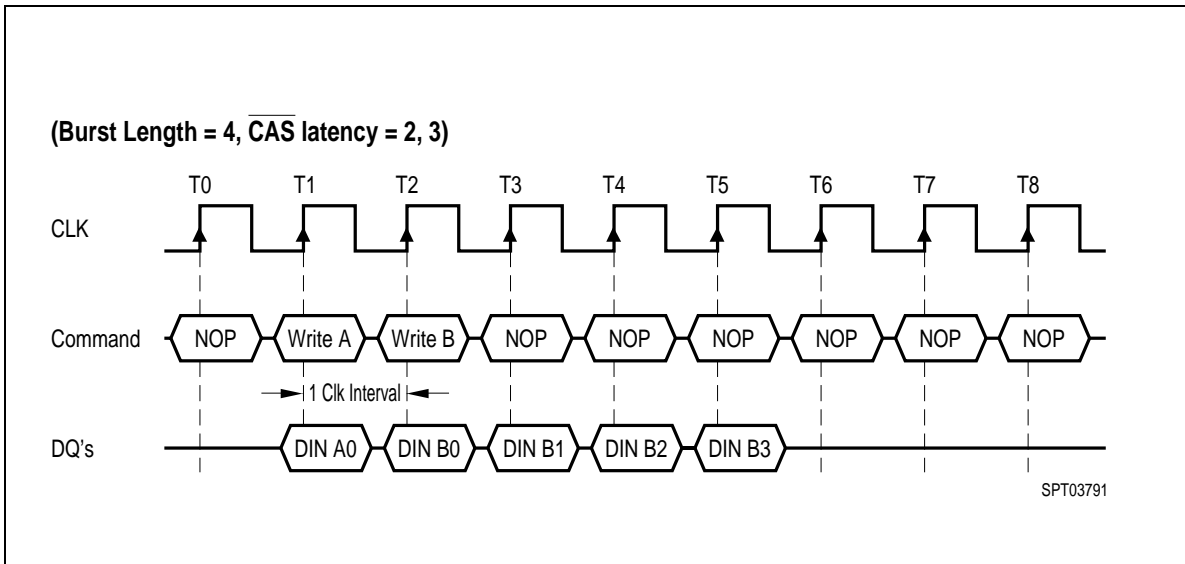 (Burst Length = 4, CAS latency = 2, 3)
T0 T1 T2 T3 T4 T5 T6 T7 T8
CLK
Command NOP Write A Write B NOP NOP NOP NOP NOP NOP
1 Clk Interval
DQ's DIN A0 DIN B0 DIN B1 DIN B2 DIN B3
SPT03791